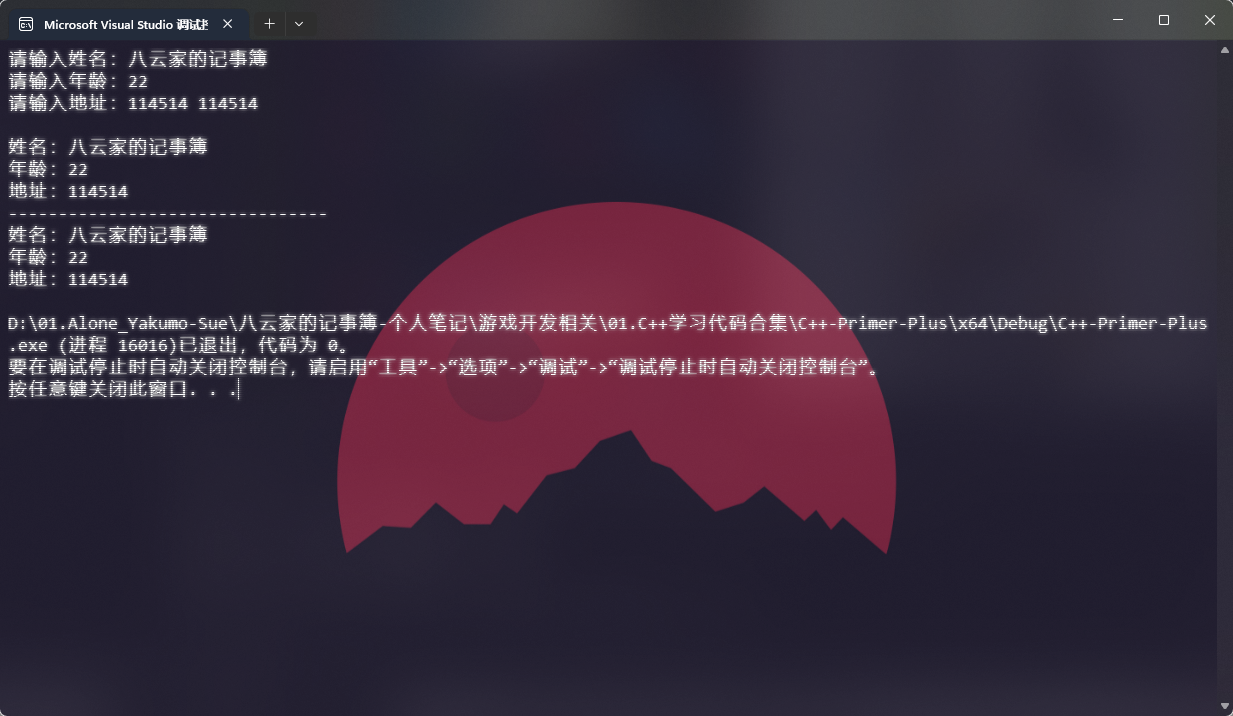 Microsoft Visual Studio 调试
请输入姓名：八云家的记事簿
请输入年龄：22
请输入地址：114514 114514
姓名：八云家的记事簿
年龄：22
地址：114514
--------------------------------
姓名：八云家的记事簿
年龄：22
地址：114514
D:\01.Alone_Yakumo-Sue\八云家的记事簿-个人笔记\游戏开发相关\01.C++学习代码合集\C++-Primer-Plus\x64\Debug\C++-Primer-Plus
.exe (进程 16016)已退出，代码为 0。
要在调试停止时自动关闭控制台，请启用“工具”->“选项”->“调试”->“调试停止时自动关闭控制台”。
按任意键关闭此窗口. . .